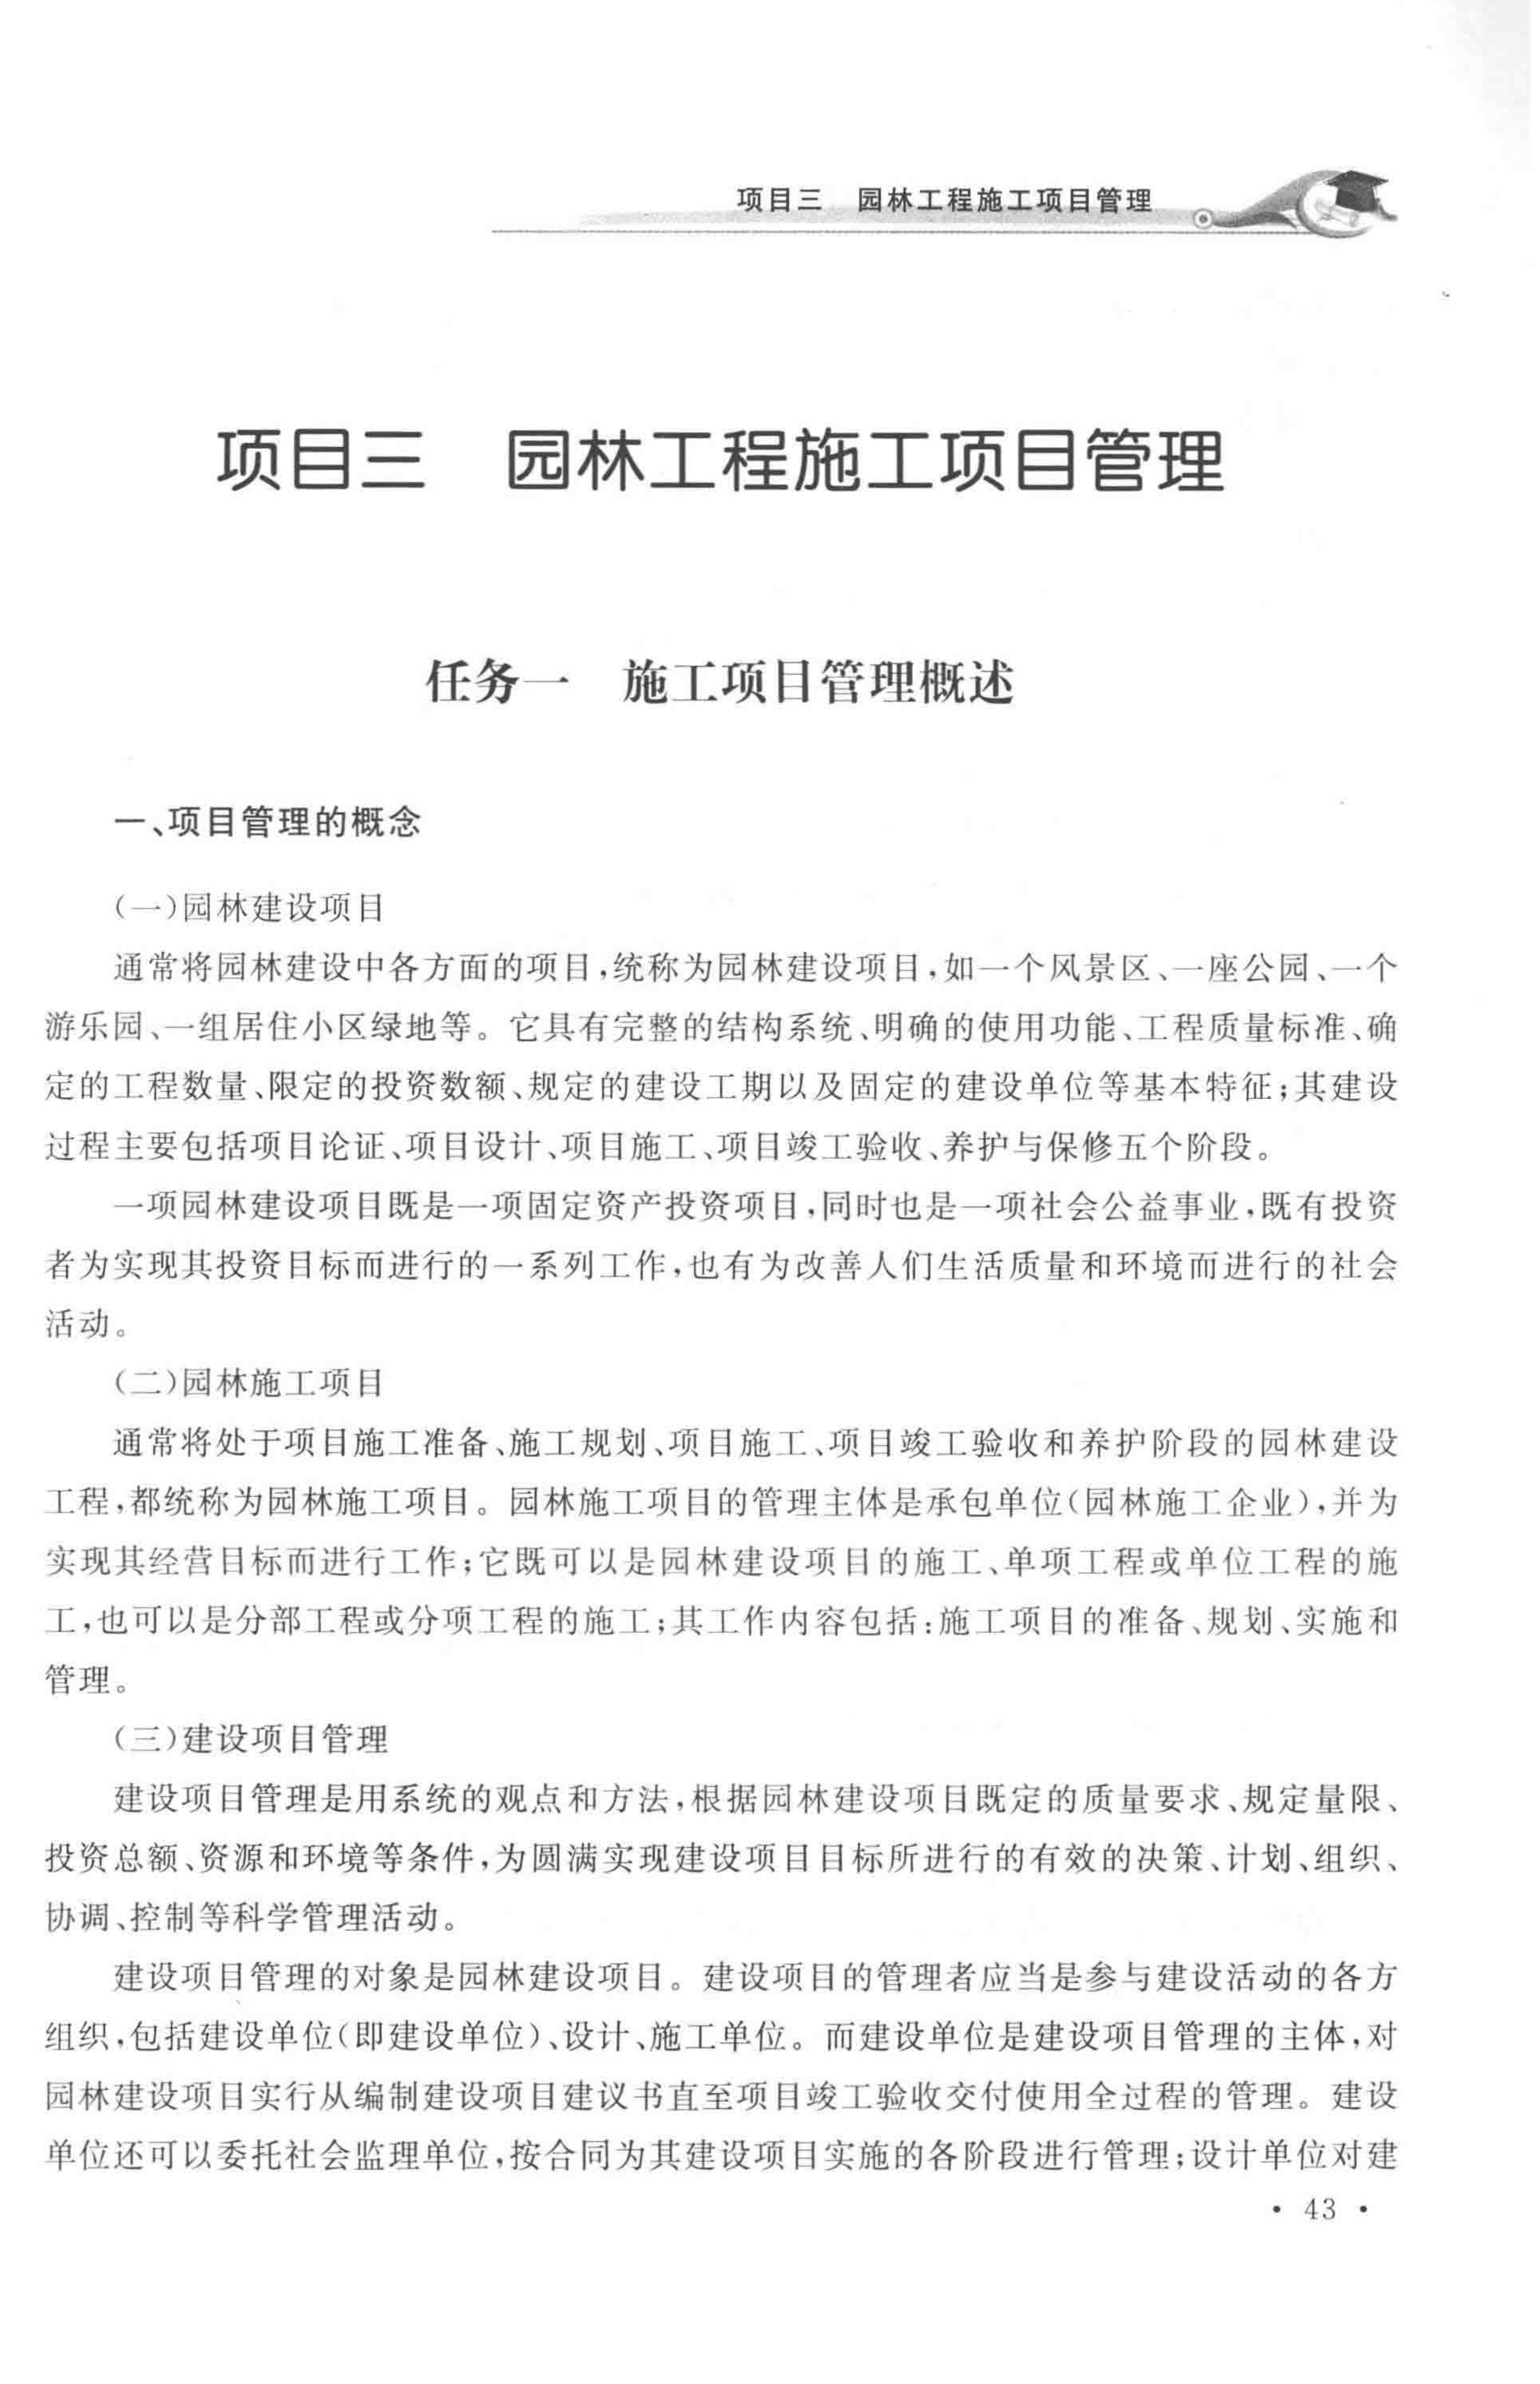 项目三　园林工程施工项目管理
项目三　园林工程施工项目管理
任务一　施工项目管理概述
一、项目管理的概念
（一）园林建设项目
通常将园林建设中各方面的项目，统称为园林建设项目，如一个风景区、一座公园、一个
游乐园、一组居住小区绿地等。它具有完整的结构系统、明确的使用功能、工程质量标准、确
定的工程数量、限定的投资数额、规定的建设工期以及固定的建设单位等基本特征；其建设
过程主要包括项目论证、项目设计、项目施工、项目竣工验收、养护与保修五个阶段。
一项园林建设项目既是一项固定资产投资项目，同时也是一项社会公益事业，既有投资
者为实现其投资目标而进行的一系列工作，也有为改善人们生活质量和环境而进行的社会
活动。
（二）园林施工项目
通常将处于项目施工准备、施工规划、项目施工、项目竣工验收和养护阶段的园林建设
工程，都统称为园林施工项目。园林施工项目的管理主体是承包单位（园林施工企业），并为
实现其经营目标而进行工作；它既可以是园林建设项目的施工、单项工程或单位工程的施
工，也可以是分部工程或分项工程的施工；其工作内容包括：施工项目的准备、规划、实施和
管理。
（三）建设项目管理
建设项目管理是用系统的观点和方法，根据园林建设项目既定的质量要求、规定量限、
投资总额、资源和环境等条件，为圆满实现建设项目目标所进行的有效的决策、计划、组织、
协调、控制等科学管理活动。
建设项目管理的对象是园林建设项目。建设项目的管理者应当是参与建设活动的各方
组织，包括建设单位（即建设单位）、设计、施工单位。而建设单位是建设项目管理的主体，对
园林建设项目实行从编制建设项目建议书直至项目竣工验收交付使用全过程的管理。建设
单位还可以委托社会监理单位，按合同为其建设项目实施的各阶段进行管理；设计单位对建
• 43 •